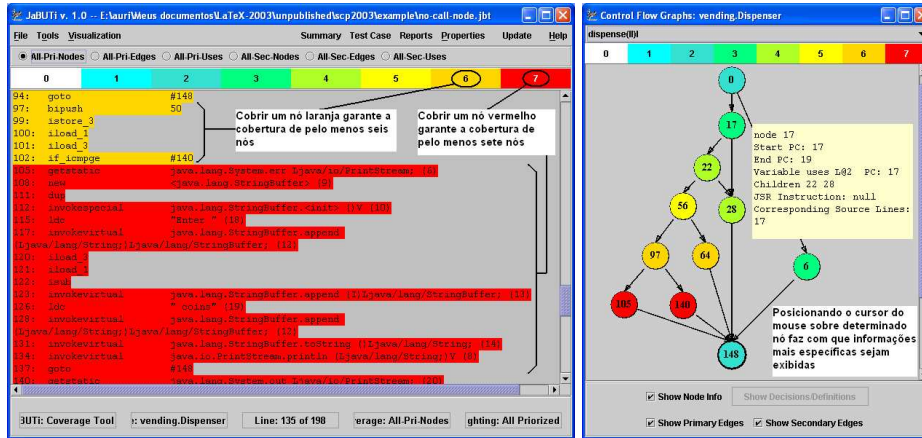 JaBUTi v. 1.0 -- E:\auri\Meus documentos\LaTeX-2003\unpublished\scp2003\example\no-call-node.jbt
File Tools Visualization Summary Test Case Reports Properties Update Help
All-Pri-Nodes All-Pri-Edges All-Pri-Uses All-Sec-Nodes All-Sec-Edges All-Sec-Uses
0 1 2 3 4 5 6 7
94: goto #148
97: bipush 50
99: istore_3
100: iload_1
101: iload_3
102: if_icmpge #140
105: getstatic java.lang.System.err Ljava/io/PrintStream; (6)
108: new <java.lang.StringBuffer> (9)
111: dup
112: invokespecial java.lang.StringBuffer.<init> ()V (10)
115: ldc "Enter " (18)
117: invokevirtual java.lang.StringBuffer.append
(Ljava/lang/String;)Ljava/lang/StringBuffer; (12)
120: iload_3
121: iload_1
122: isub
123: invokevirtual java.lang.StringBuffer.append (I)Ljava/lang/StringBuffer; (13)
126: ldc " coins" (19)
128: invokevirtual java.lang.StringBuffer.append
(Ljava/lang/String;)Ljava/lang/StringBuffer; (12)
131: invokevirtual java.lang.StringBuffer.toString ()Ljava/lang/String; (14)
134: invokevirtual java.io.PrintStream.println (Ljava/lang/String;)V (8)
137: goto #148
140: getstatic java.lang.System.out Ljava/io/PrintStream; (20)
Cobrir um nó laranja garante a
cobertura de pelo menos seis
nós
Cobrir um nó vermelho
garante a cobertura de
pelo menos sete nós
3UTi: Coverage Tool
: vending.Dispenser
Line: 135 of 198
erage: All-Pri-Nodes
ghting: All Priorized
Control Flow Graphs: vending.Dispenser
dispense(II)I
0 1 2 3 4 5 6 7
0
17
22
56
28
97
64
6
105
140
148
node 17
Start PC: 17
End PC: 19
Variable uses L@2 PC: 17
Children 22 28
JSR Instruction: null
Corresponding Source Lines:
17
Posicionando o cursor do
mouse sobre determinado
nó faz com que informações
mais específicas sejam
exibidas
Show Node Info
Show Decisions/Definitions
Show Primary Edges Show Secondary Edges